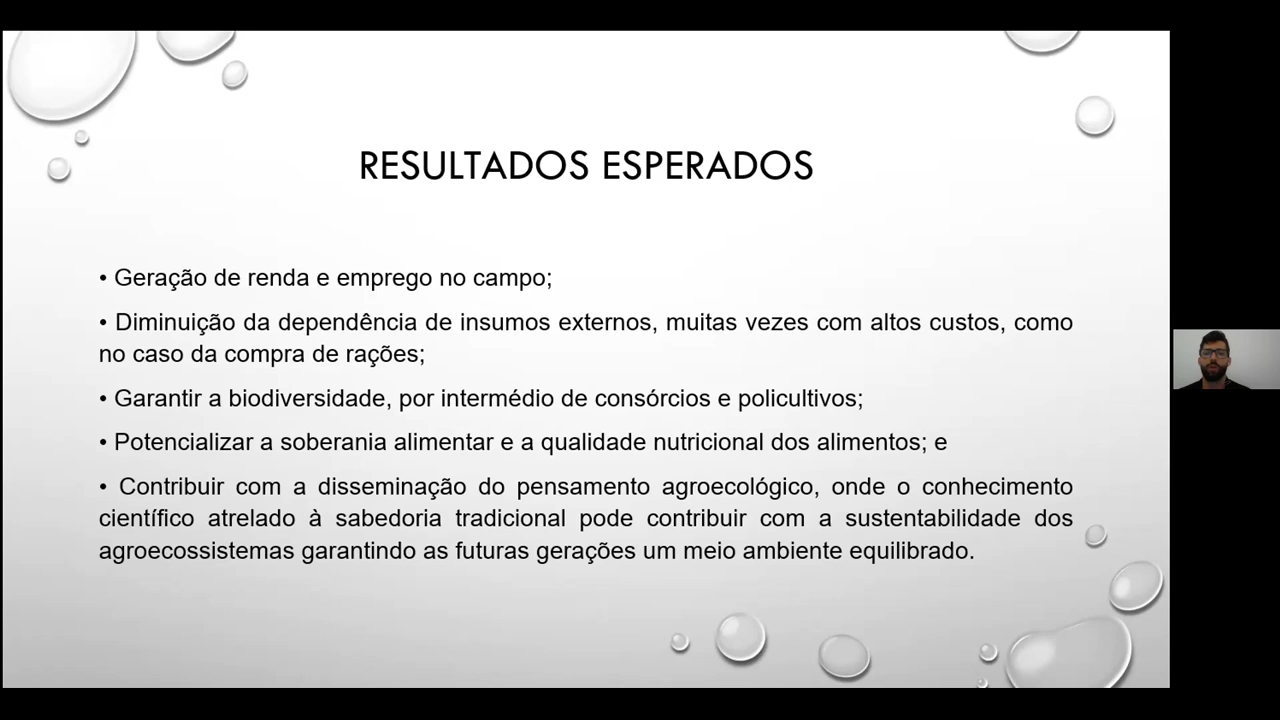 RESULTADOS ESPERADOS
• Geração de renda e emprego no campo;
• Diminuição da dependência de insumos externos, muitas vezes com altos custos, como
no caso da compra de rações;
• Garantir a biodiversidade, por intermédio de consórcios e policultivos;
• Potencializar a soberania alimentar e a qualidade nutricional dos alimentos; e
• Contribuir com a disseminação do pensamento agroecológico, onde o conhecimento
científico atrelado à sabedoria tradicional pode contribuir com a sustentabilidade dos
agroecossistemas garantindo as futuras gerações um meio ambiente equilibrado.